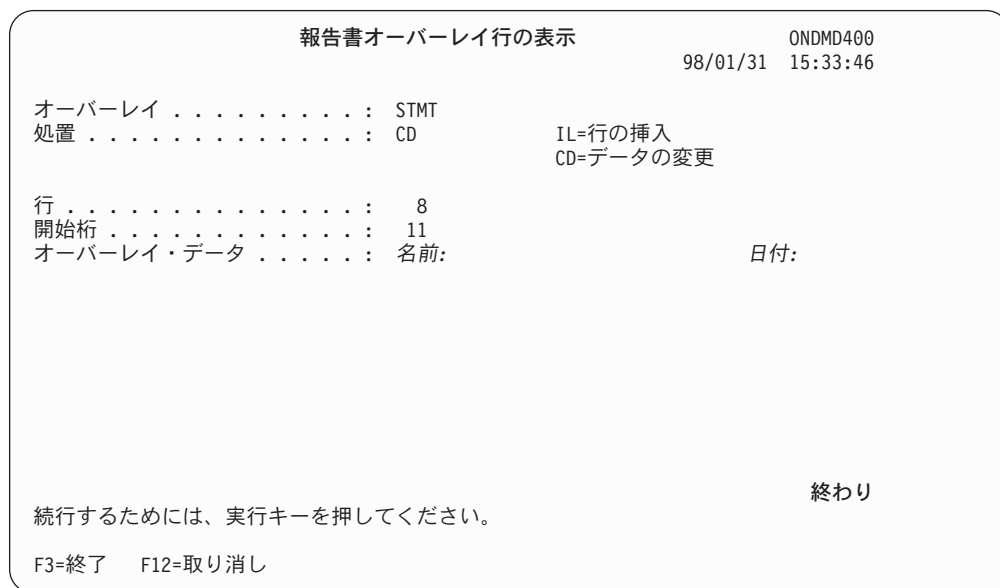 報告書オーバーレイ行の表示 ONDMD400
98/01/31 15:33:46
オーバーレイ . . . . . . . . . : STMT
処置 . . . . . . . . . . . . . : CD IL=行の挿入
CD=データの変更
行 . . . . . . . . . . . . . . : 8
開始桁 . . . . . . . . . . . . : 11
オーバーレイ・データ . . . . . : 名前: 日付:
終わり
続行するためには、実行キーを押してください。
F3=終了 F12=取り消し